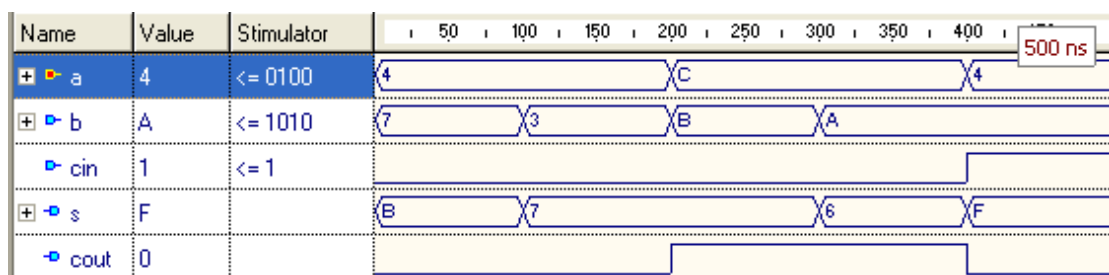 Name Value Stimulator 50 100 150 200 250 300 350 400
500 ns
a 4 <= 0100 4 C 4
b A <= 1010 7 3 B A
cin 1 <= 1
s F B 7 6 F
cout 0